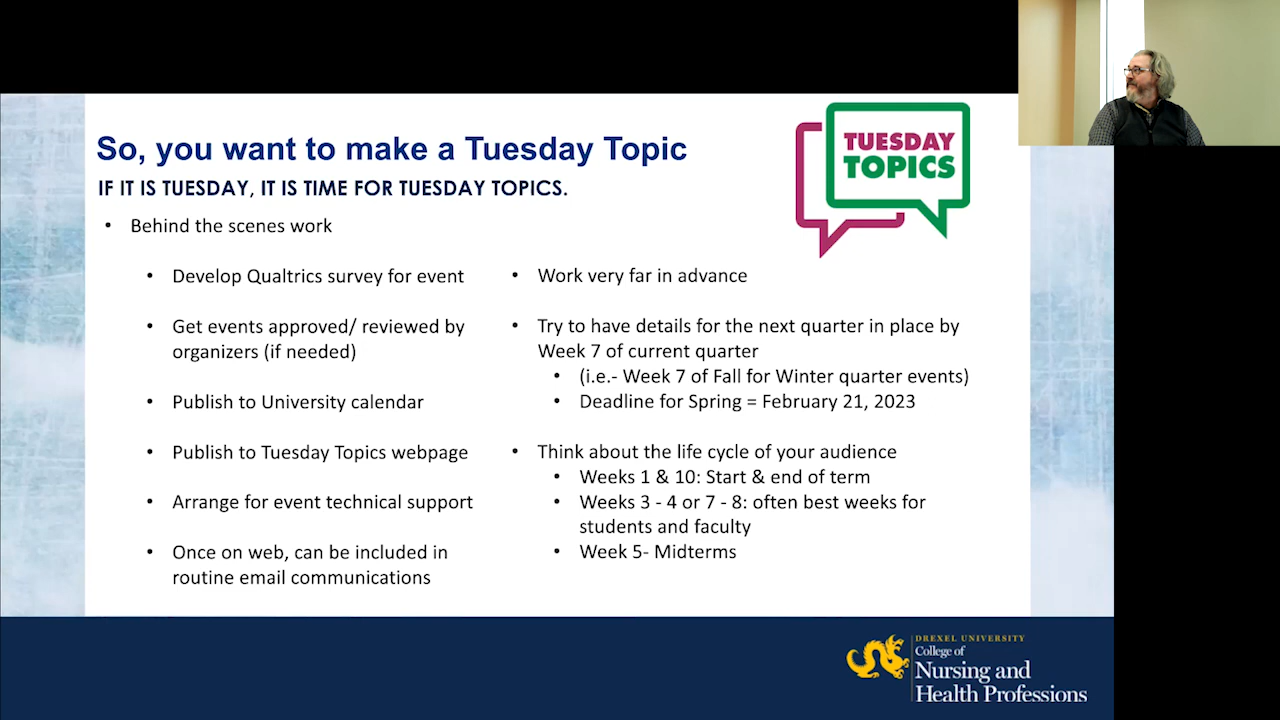 So, you want to make a Tuesday Topic
IF IT IS TUESDAY, IT IS TIME FOR TUESDAY TOPICS.
TUESDAY
TOPICS
• Behind the scenes work
• Develop Qualtrics survey for event
• Get events approved/ reviewed by
organizers (if needed)
• Publish to University calendar
• Publish to Tuesday Topics webpage
• Arrange for event technical support
• Once on web, can be included in
routine email communications
• Work very far in advance
• Try to have details for the next quarter in place by
Week 7 of current quarter
• (i.e.- Week 7 of Fall for Winter quarter events)
• Deadline for Spring = February 21, 2023
• Think about the life cycle of your audience
• Weeks 1 & 10: Start & end of term
• Weeks 3 - 4 or 7 - 8: often best weeks for
students and faculty
• Week 5- Midterms
DREXEL UNIVERSITY
College of
Nursing and
Health Professions